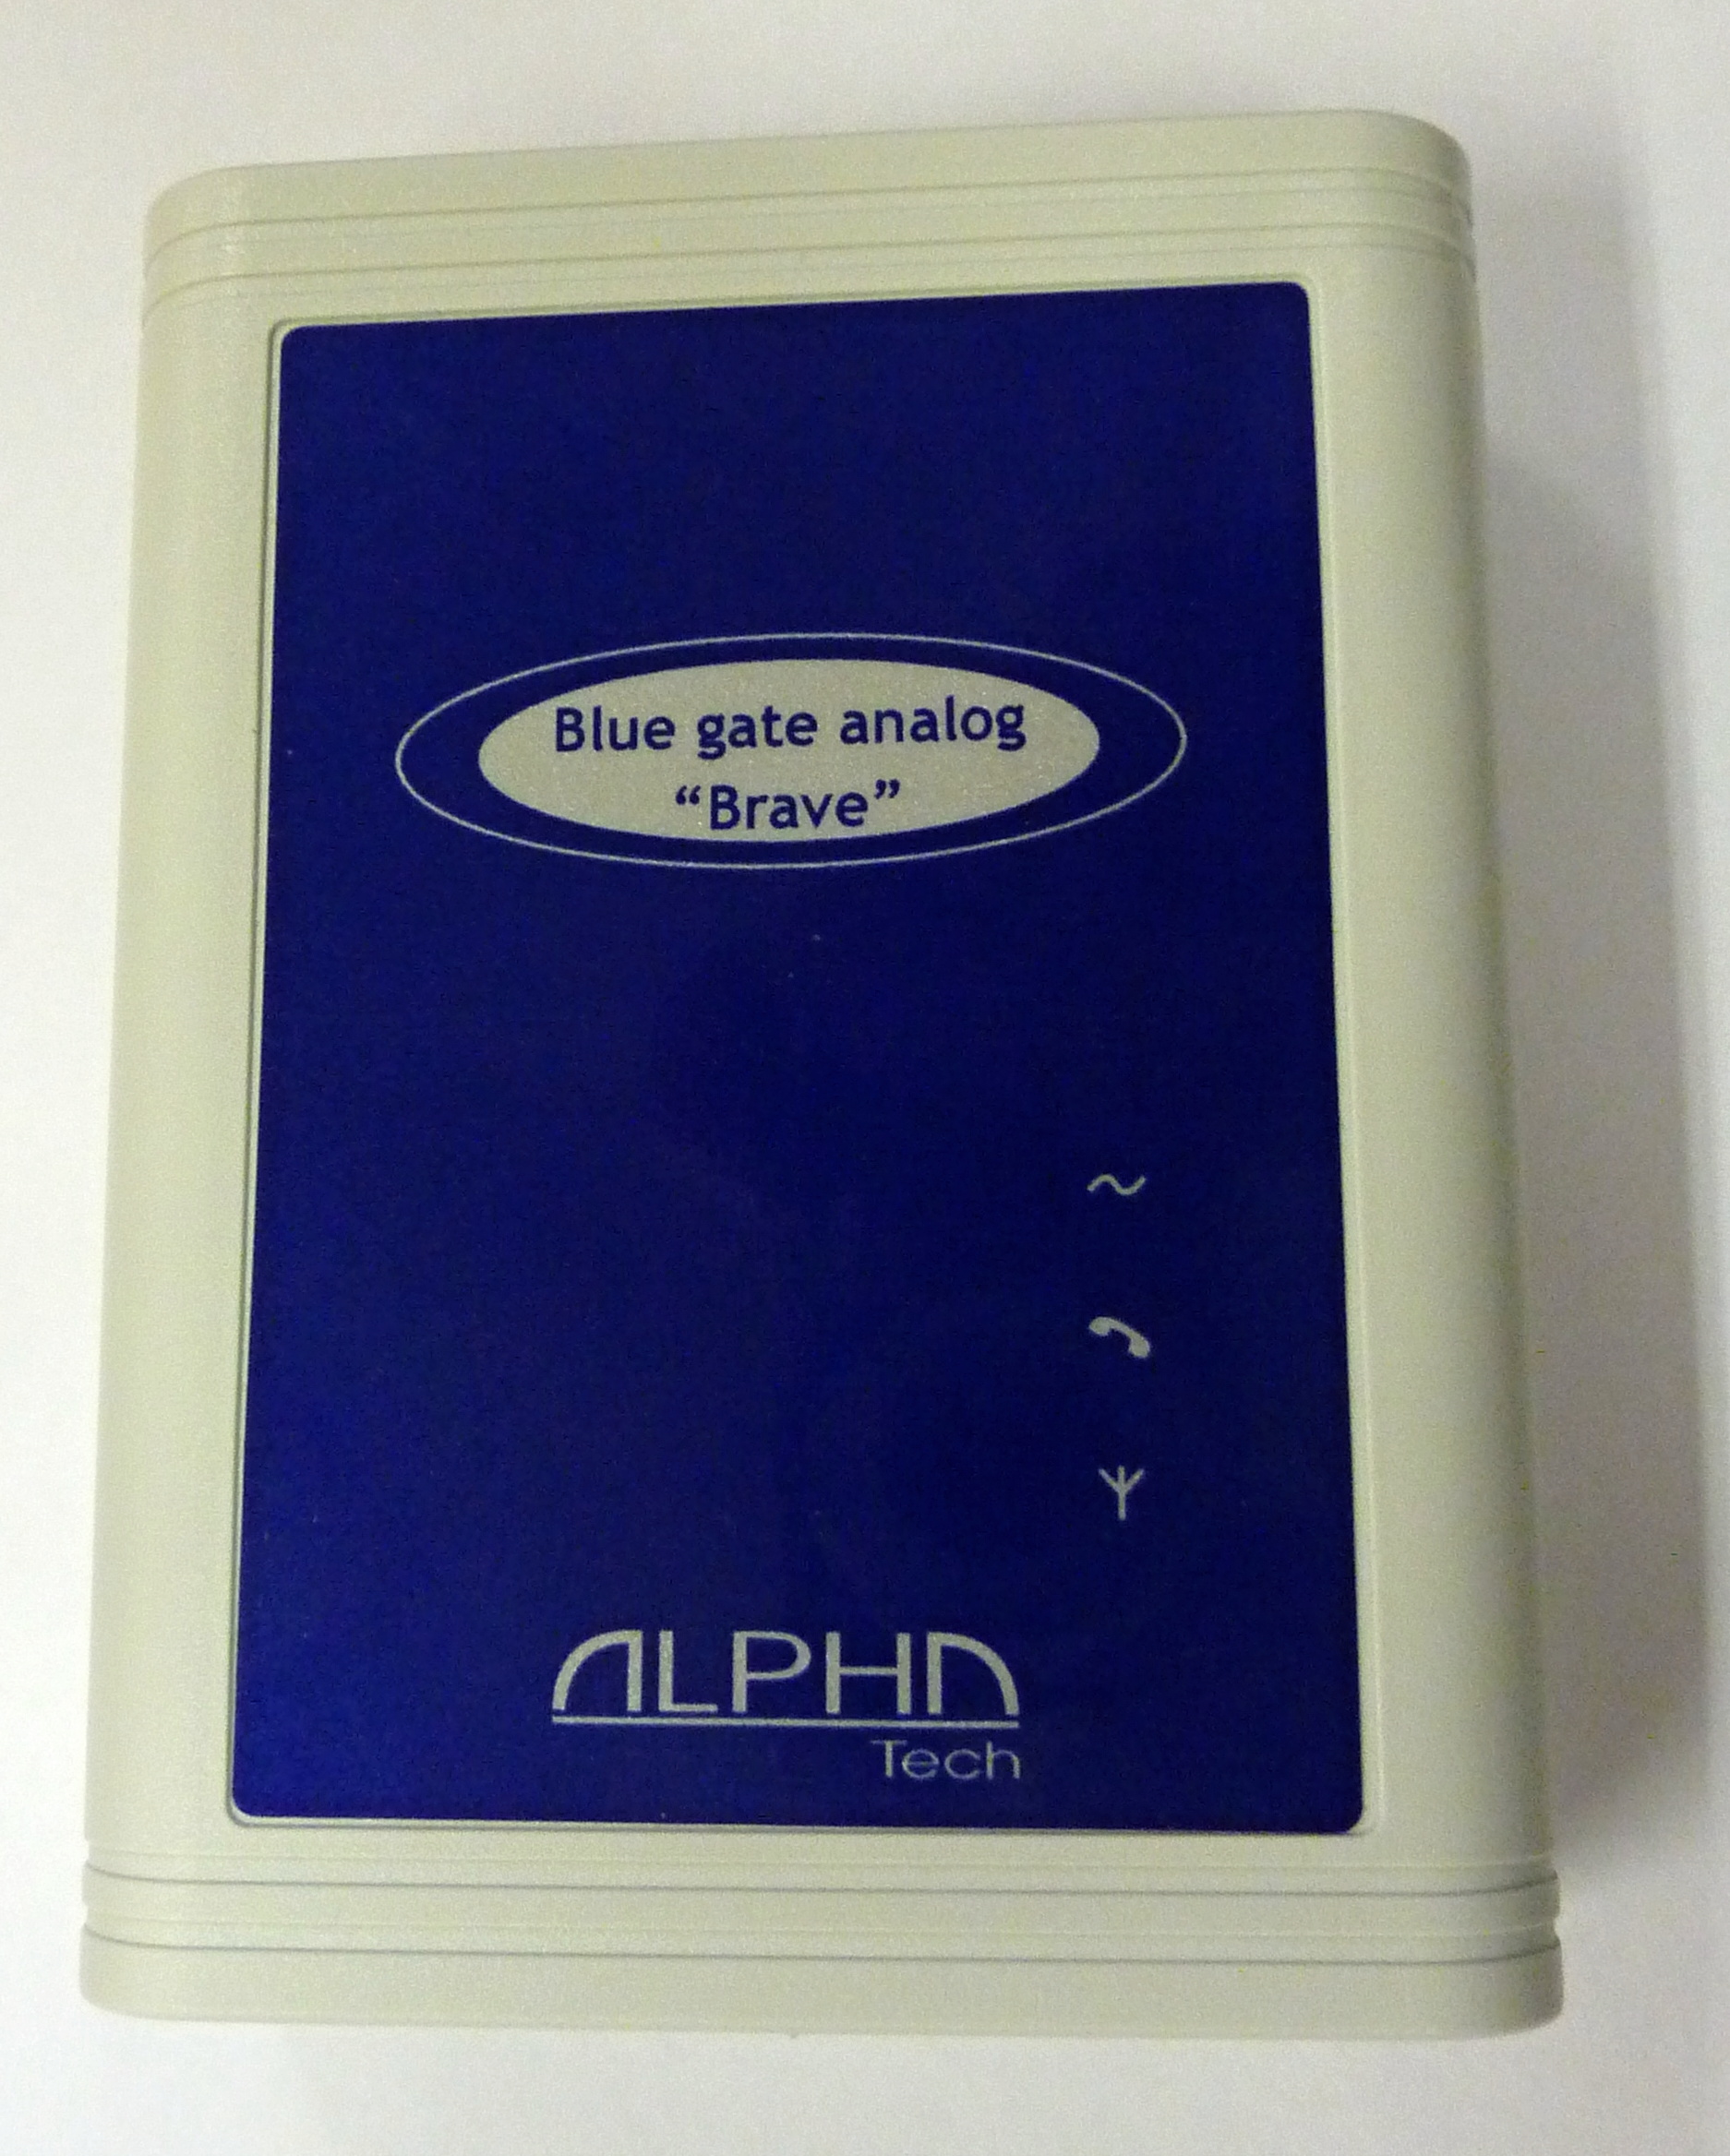 Blue gate analog
“Brave”
ALPHA
Tech